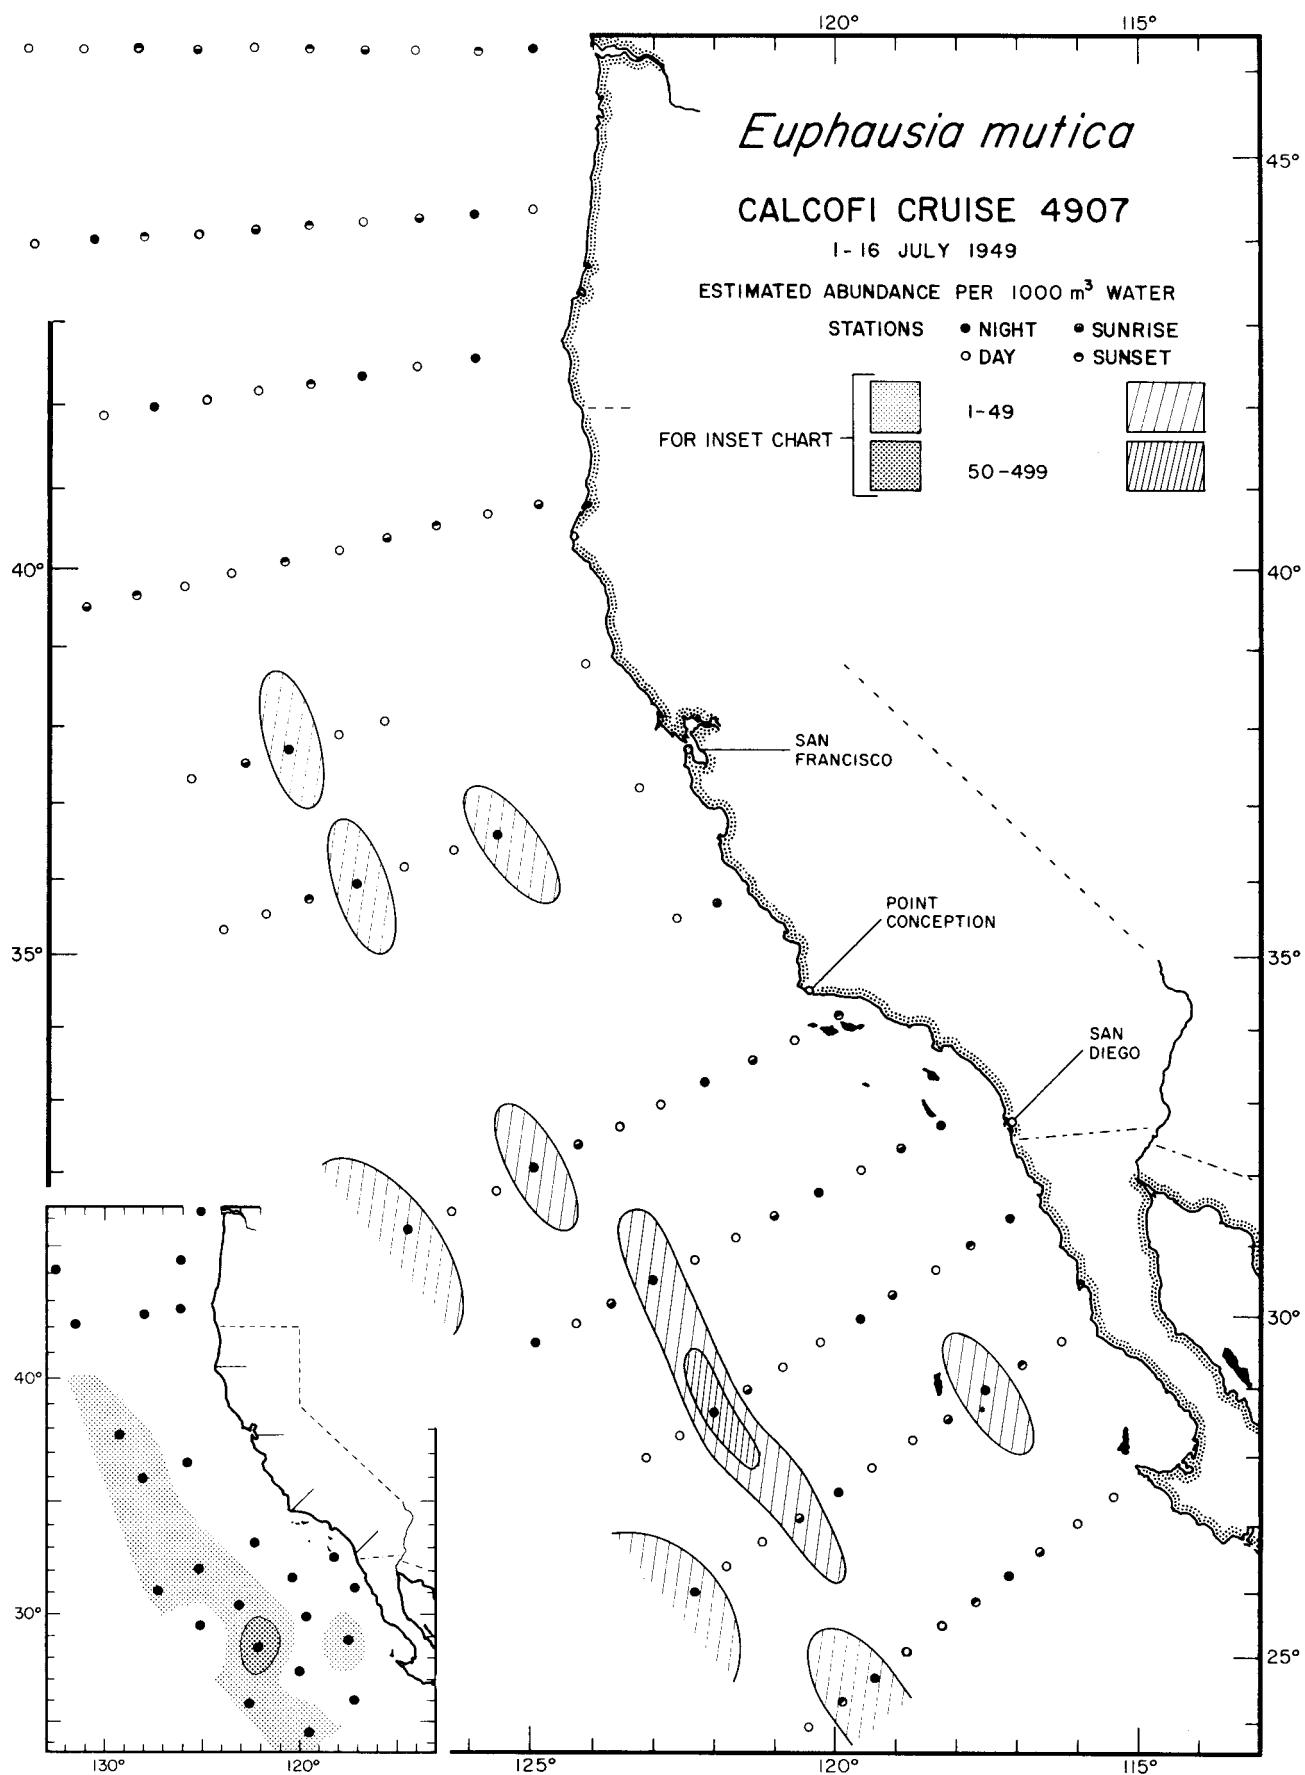 120° 115°
Euphausia mutica
45°
CALCOFI CRUISE 4907
1-16 JULY 1949
ESTIMATED ABUNDANCE PER 1000 m³ WATER
STATIONS NIGHT SUNRISE
DAY SUNSET
1-49
FOR INSET CHART
50-499
40° 40°
SAN
FRANCISCO
POINT
CONCEPTION
35° 35°
SAN
DIEGO
30°
40°
30°
25°
130° 120° 125° 120° 115°